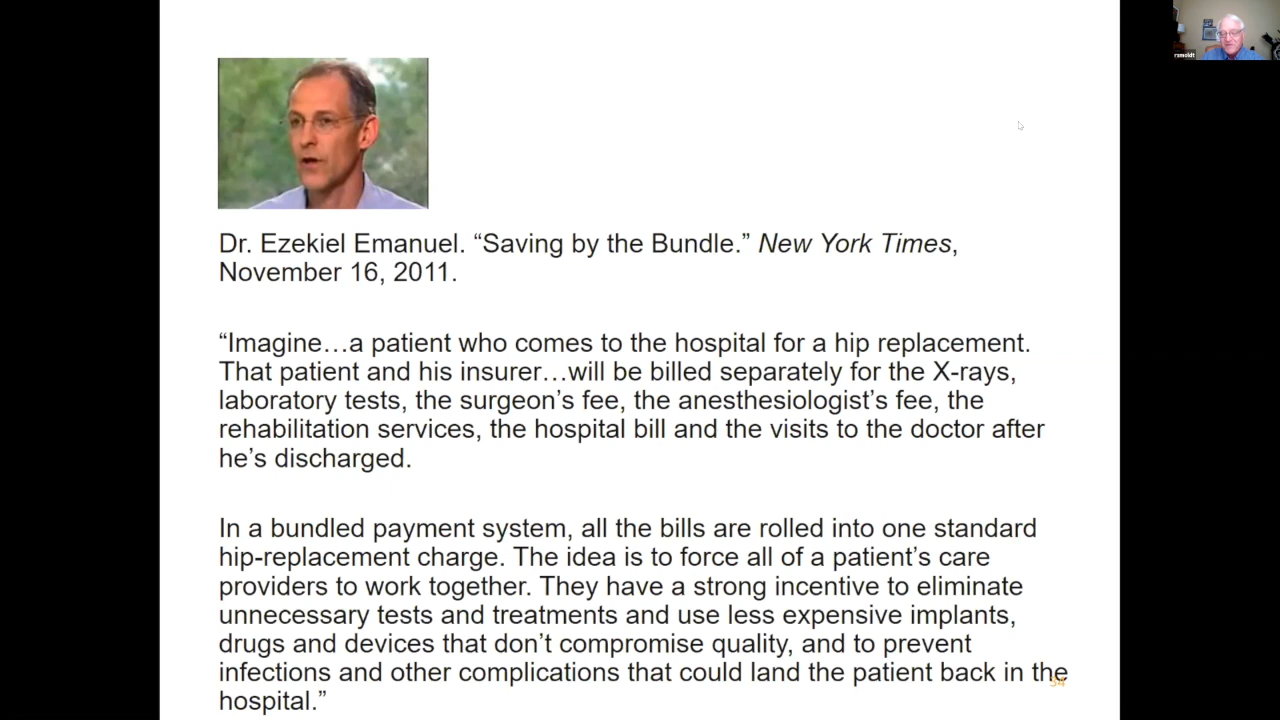 rsmoldt
Dr. Ezekiel Emanuel. “Saving by the Bundle.” New York Times,
November 16, 2011.
“Imagine…a patient who comes to the hospital for a hip replacement.
That patient and his insurer…will be billed separately for the X-rays,
laboratory tests, the surgeon’s fee, the anesthesiologist’s fee, the
rehabilitation services, the hospital bill and the visits to the doctor after
he’s discharged.
In a bundled payment system, all the bills are rolled into one standard
hip-replacement charge. The idea is to force all of a patient’s care
providers to work together. They have a strong incentive to eliminate
unnecessary tests and treatments and use less expensive implants,
drugs and devices that don’t compromise quality, and to prevent
infections and other complications that could land the patient back in the
hospital.”
34